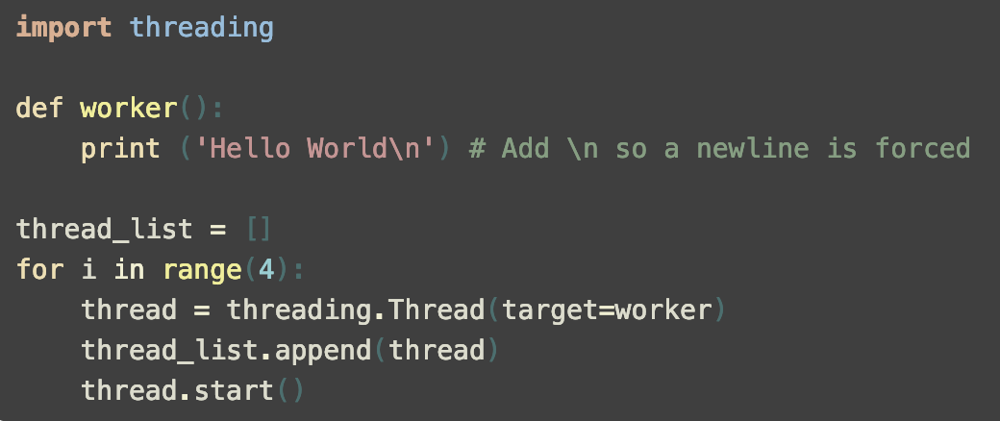 import threading

def worker():
    print ('Hello World\n') # Add \n so a newline is forced

thread_list = []
for i in range(4):
    thread = threading.Thread(target=worker)
    thread_list.append(thread)
    thread.start()